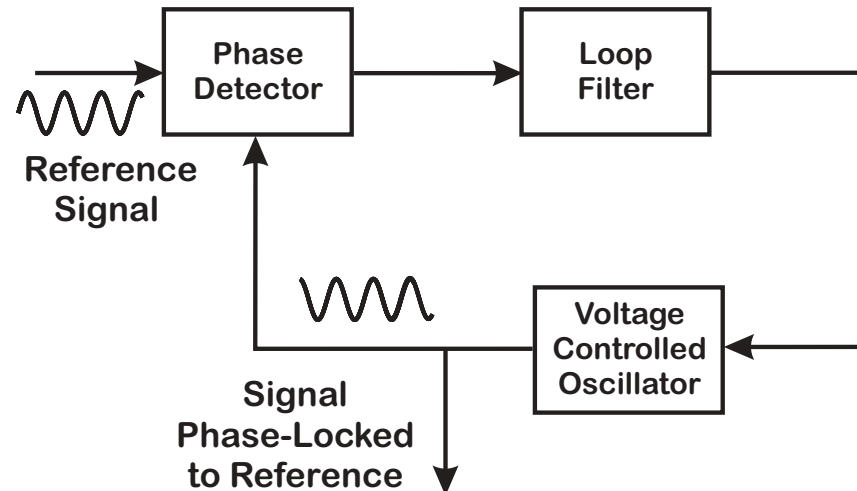 Phase
Detector
Loop
Filter
Reference
Signal
Voltage
Controlled
Oscillator
Signal
Phase-Locked
to Reference